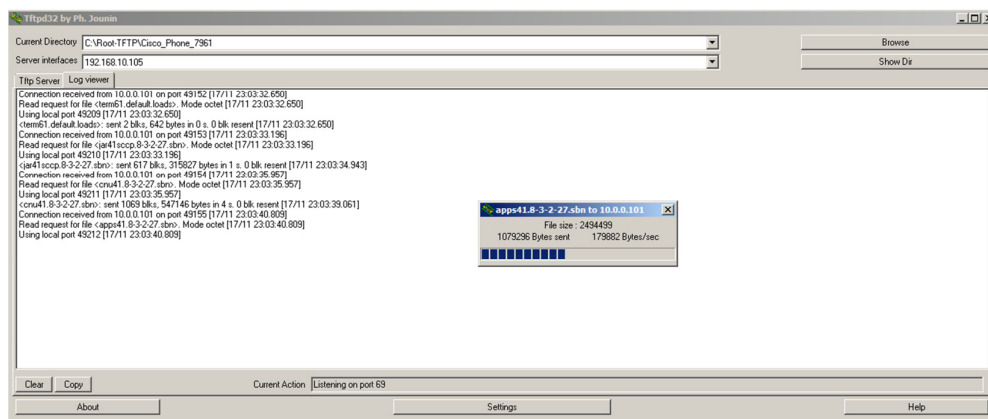 Tftpd32 by Ph. Jounin
Current Directory C:\Root-TFTP\Cisco_Phone_7961 Browse
Server interfaces 192.168.10.105 Show Dir
Tftp Server Log viewer
Connection received from 10.0.0.101 on port 49152 [17/11 23:03:32.650]
Read request for file <term61.default.loads>. Mode octet [17/11 23:03:32.650]
Using local port 49209 [17/11 23:03:32.650]
<term61.default.loads>: sent 2 blks, 642 bytes in 0 s. 0 blk resent [17/11 23:03:32.650]
Connection received from 10.0.0.101 on port 49153 [17/11 23:03:33.196]
Read request for file <jar41sccp.8-3-2-27.sbn>. Mode octet [17/11 23:03:33.196]
Using local port 49210 [17/11 23:03:33.196]
<jar41sccp.8-3-2-27.sbn>: sent 617 blks, 315827 bytes in 1 s. 0 blk resent [17/11 23:03:34.943]
Connection received from 10.0.0.101 on port 49154 [17/11 23:03:35.957]
Read request for file <cnu41.8-3-2-27.sbn>. Mode octet [17/11 23:03:35.957]
Using local port 49211 [17/11 23:03:35.957]
<cnu41.8-3-2-27.sbn>: sent 1069 blks, 547146 bytes in 4 s. 0 blk resent [17/11 23:03:39.061]
Connection received from 10.0.0.101 on port 49155 [17/11 23:03:40.809]
Read request for file <apps41.8-3-2-27.sbn>. Mode octet [17/11 23:03:40.809]
Using local port 49212 [17/11 23:03:40.809]
apps41.8-3-2-27.sbn to 10.0.0.101
File size : 2494499
1079296 Bytes sent 179882 Bytes/sec
Clear Copy Current Action Listening on port 69
About Settings Help